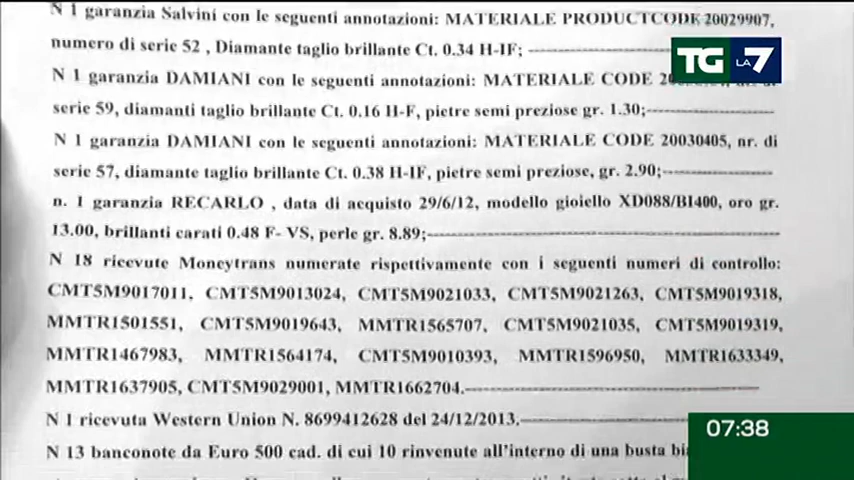 N 1 garanzia Salvini con le seguenti annotazioni: MATERIALE PRODUCTCODE 20029907,
numero di serie 52 , Diamante taglio brillante Ct. 0.34 H-IF;
TG LA7
N 1 garanzia DAMIANI con le seguenti annotazioni: MATERIALE CODE
serie 59, diamanti taglio brillante Ct. 0.16 H-F, pietre semi preziose gr. 1.30;
N 1 garanzia DAMIANI con le seguenti annotazioni: MATERIALE CODE 20030405, nr. di
serie 57, diamante taglio brillante Ct. 0.38 H-IF, pietre semi preziose, gr. 2.90;
n. 1 garanzia RECARLO , data di acquisto 29/6/12, modello gioiello XD088/BI400, oro gr.
13.00, brillanti carati 0.48 F- VS, perle gr. 8.89;
N 18 ricevute Moneytrans numerate rispettivamente con i seguenti numeri di controllo:
CMT5M9017011, CMT5M9013024, CMT5M9021033, CMT5M9021263, CMT5M9019318,
MMTR1501551, CMT5M9019643, MMTR1565707, CMT5M9021035, CMT5M9019319,
MMTR1467983, MMTR1564174, CMT5M9010393, MMTR1596950, MMTR1633349,
MMTR1637905, CMT5M9029001, MMTR1662704.
N 1 ricevuta Western Union N. 8699412628 del 24/12/2013.
N 13 banconote da Euro 500 cad. di cui 10 rinvenute all'interno di una busta
07:38